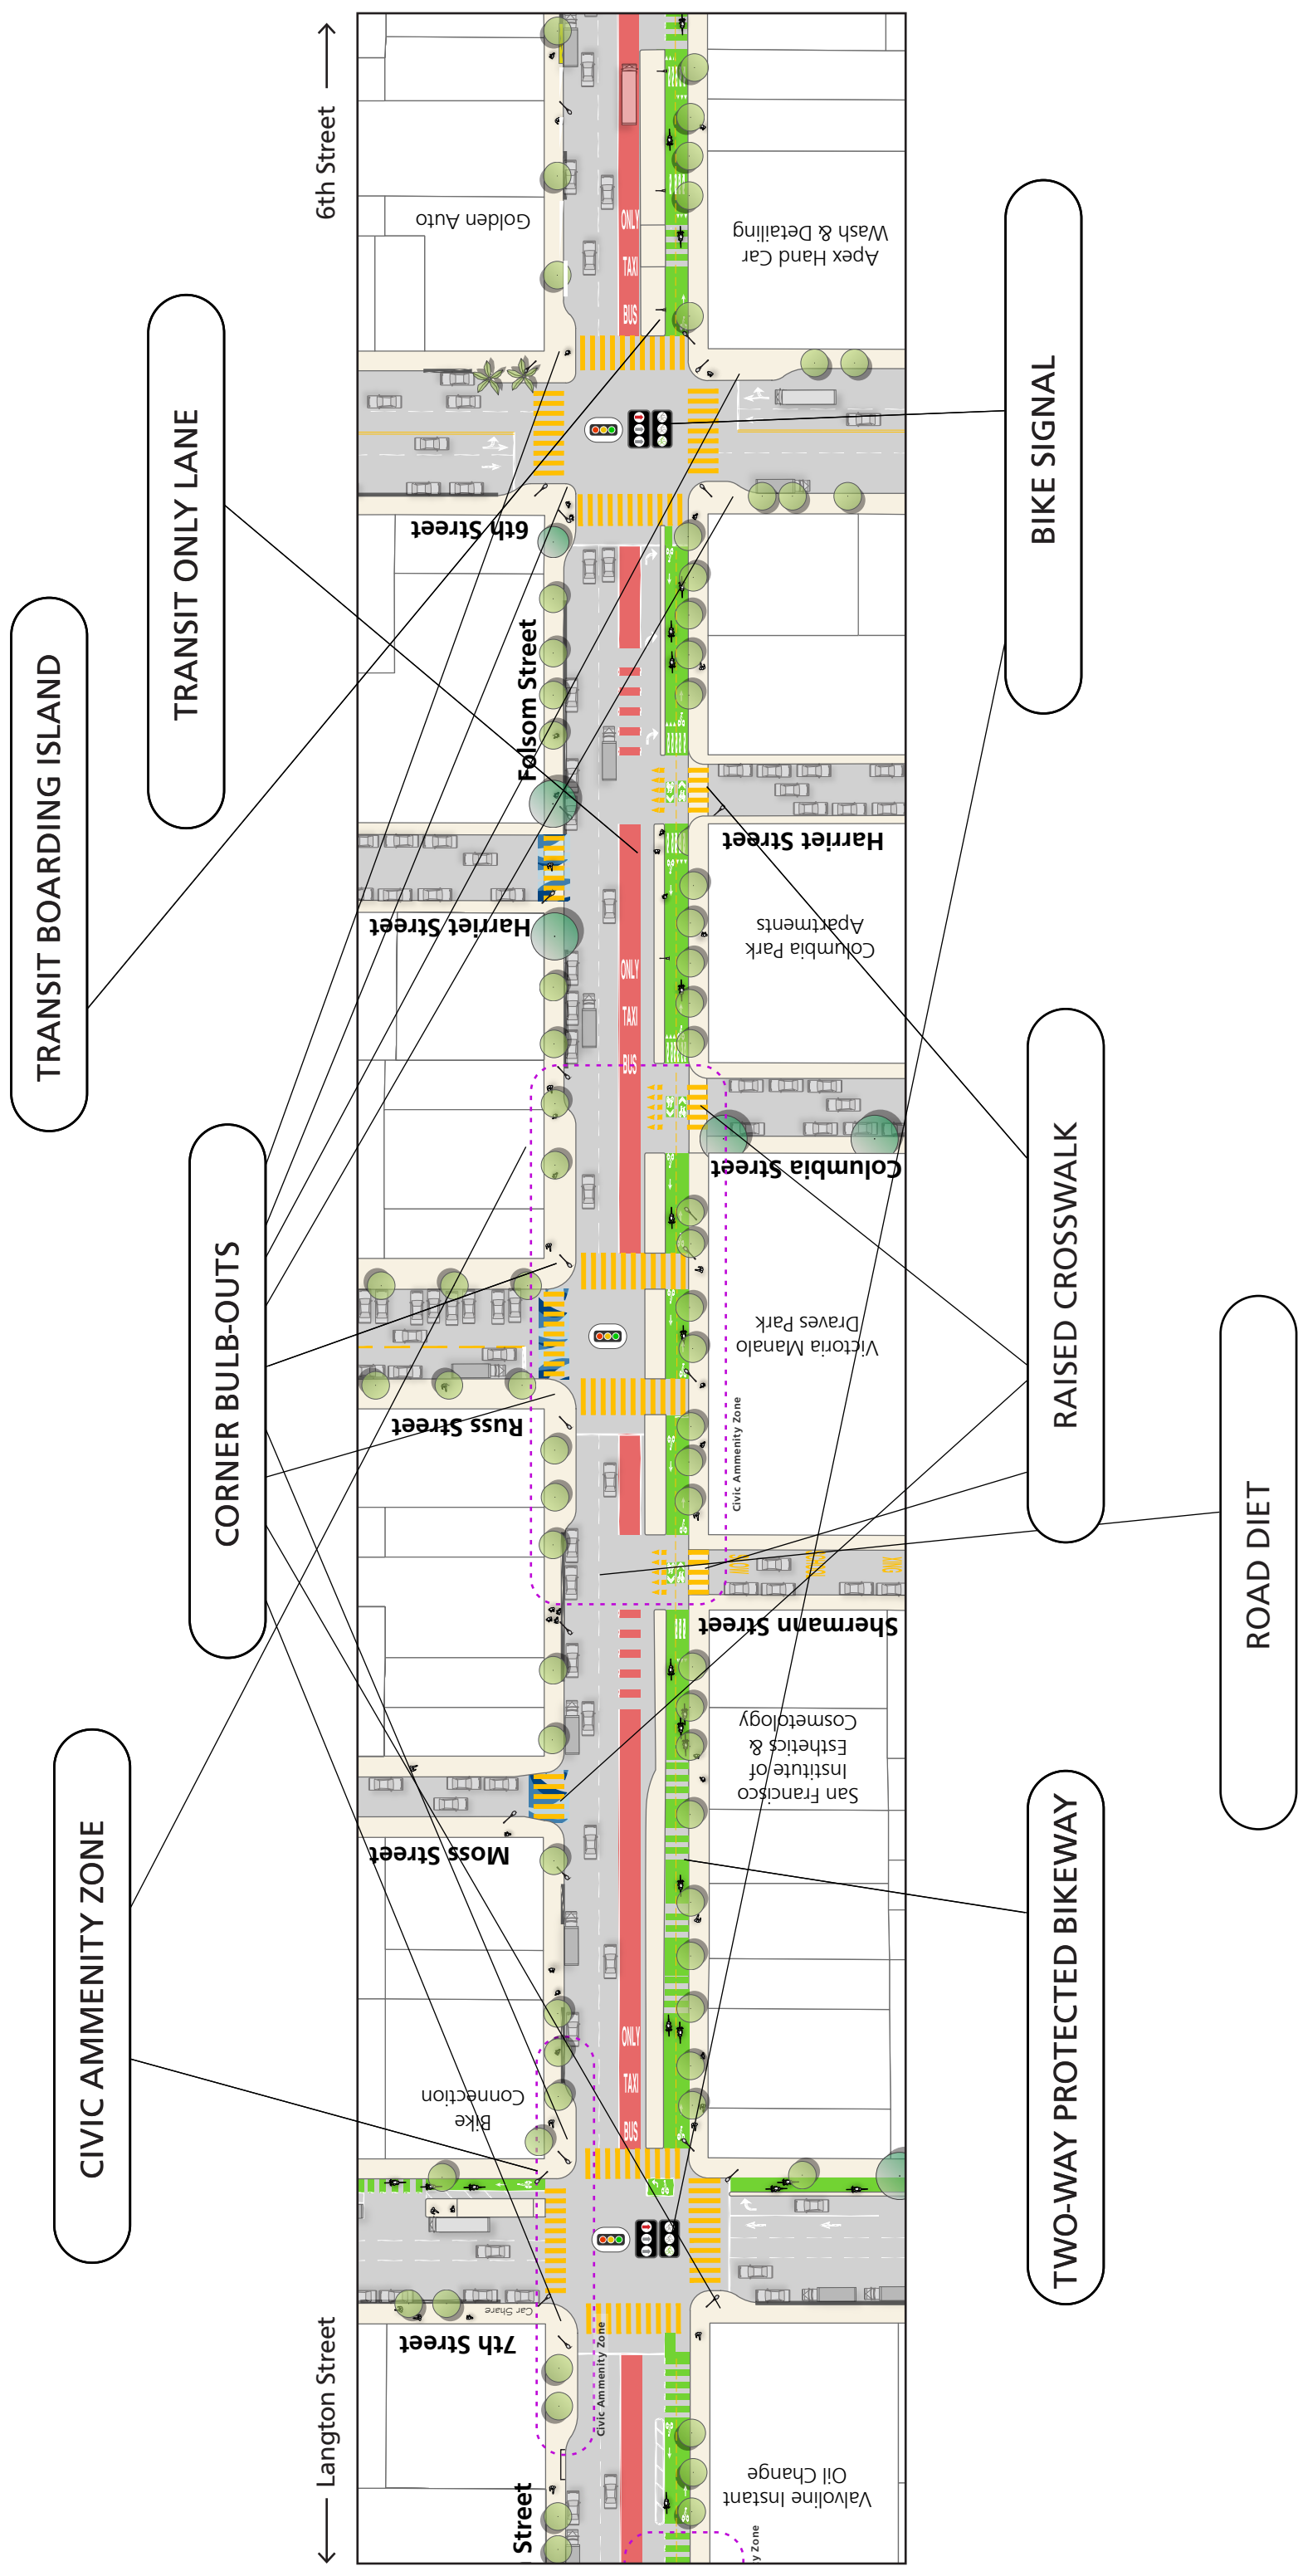 6th Street
Golden Auto
Apex Hand Car
Wash & Detailing
ONLY
TAXI
BUS
BIKE SIGNAL
TRANSIT ONLY LANE
TRANSIT BOARDING ISLAND
6th Street
Folsom Street
Harriet Street
Harriet Street
Columbia Park
Apartments
ONLY
TAXI
BUS
Columbia Street
RAISED CROSSWALK
CORNER BULB-OUTS
Victoria Manalo
Draves Park
Civic Ammenity Zone
Russ Street
ROAD DIET
XING
Shermann Street
San Francisco
Institute of
Esthetics &
Cosmetology
Moss Street
CIVIC AMMENITY ZONE
TWO-WAY PROTECTED BIKEWAY
ONLY
TAXI
BUS
Bike
Connection
Car Share
7th Street
Civic Ammenity Zone
Langton Street
Valvoline Instant
Oil Change
Street
y Zone